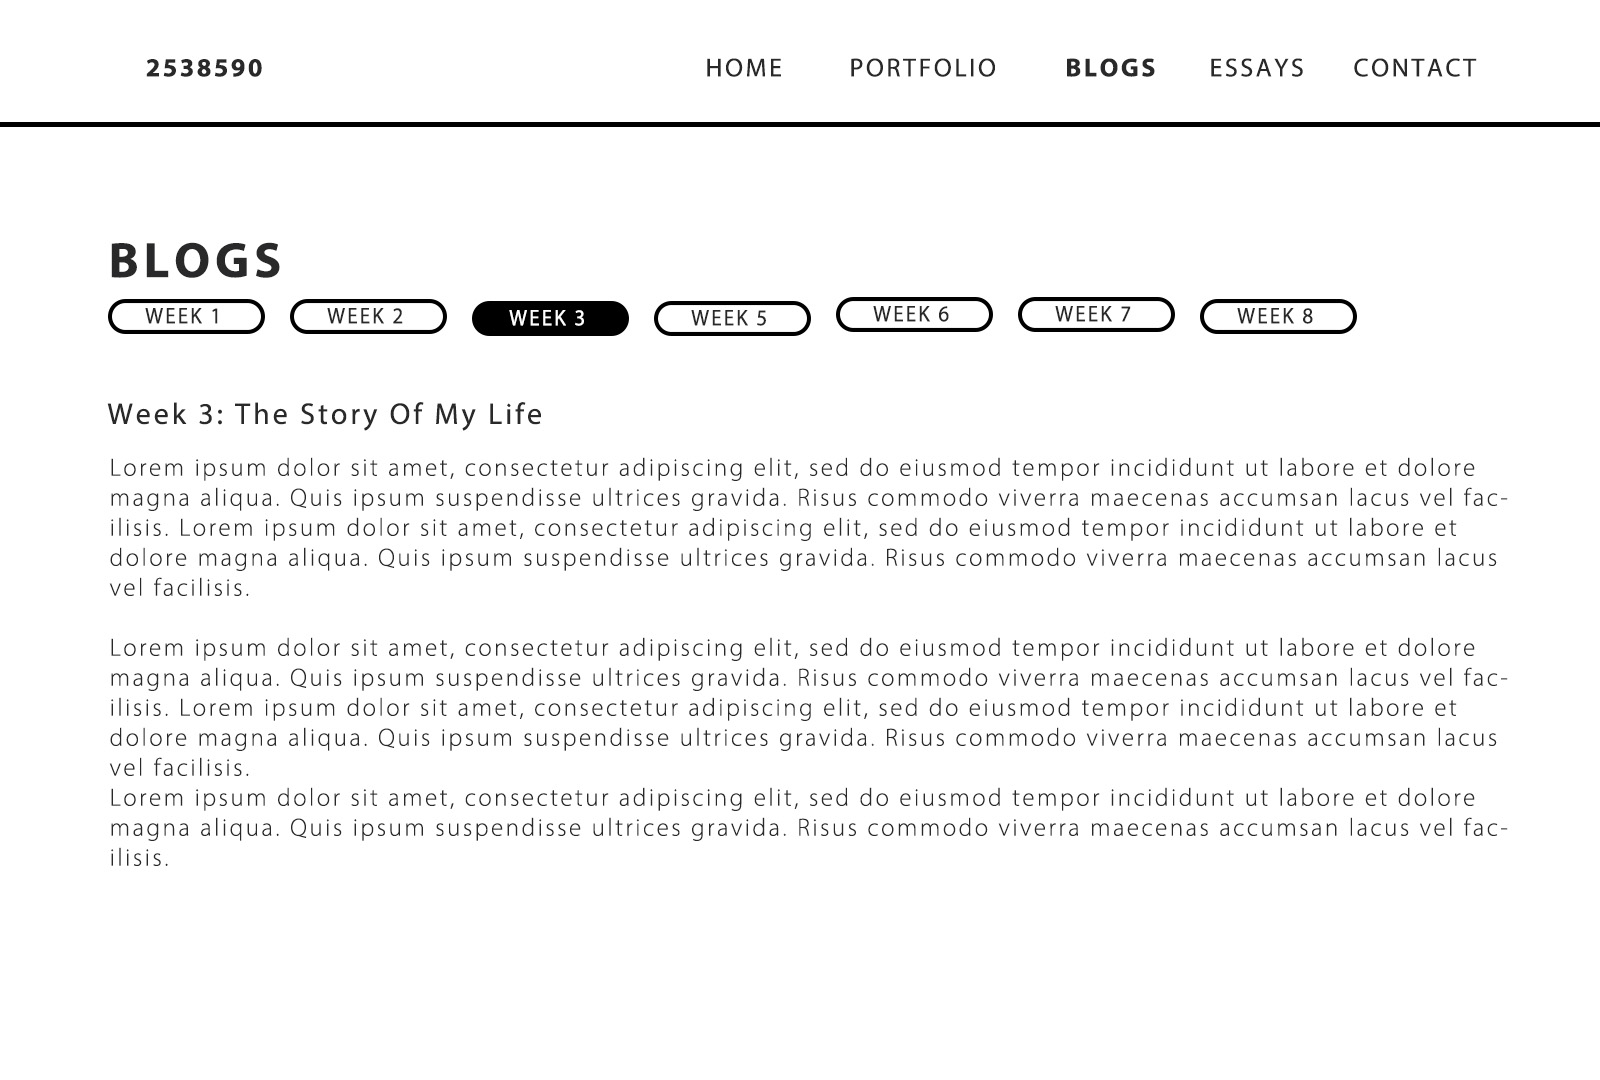 2538590 HOME PORTFOLIO BLOGS ESSAYS CONTACT
BLOGS
WEEK 1 WEEK 2 WEEK 3 WEEK 5 WEEK 6 WEEK 7 WEEK 8
Week 3: The Story Of My Life
Lorem ipsum dolor sit amet, consectetur adipiscing elit, sed do eiusmod tempor incididunt ut labore et dolore
magna aliqua. Quis ipsum suspendisse ultrices gravida. Risus commodo viverra maecenas accumsan lacus vel fac-
ilisis. Lorem ipsum dolor sit amet, consectetur adipiscing elit, sed do eiusmod tempor incididunt ut labore et
dolore magna aliqua. Quis ipsum suspendisse ultrices gravida. Risus commodo viverra maecenas accumsan lacus
vel facilisis.
Lorem ipsum dolor sit amet, consectetur adipiscing elit, sed do eiusmod tempor incididunt ut labore et dolore
magna aliqua. Quis ipsum suspendisse ultrices gravida. Risus commodo viverra maecenas accumsan lacus vel fac-
ilisis. Lorem ipsum dolor sit amet, consectetur adipiscing elit, sed do eiusmod tempor incididunt ut labore et
dolore magna aliqua. Quis ipsum suspendisse ultrices gravida. Risus commodo viverra maecenas accumsan lacus
vel facilisis.
Lorem ipsum dolor sit amet, consectetur adipiscing elit, sed do eiusmod tempor incididunt ut labore et dolore
magna aliqua. Quis ipsum suspendisse ultrices gravida. Risus commodo viverra maecenas accumsan lacus vel fac-
ilisis.